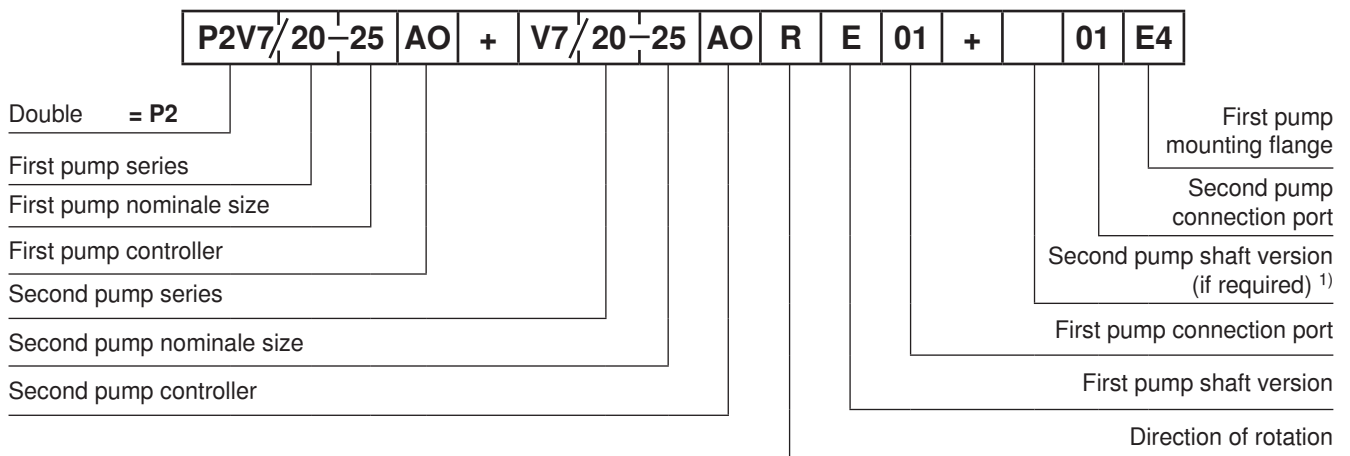 P2V7/20-25 AO + V7/20-25 AO R E 01 + 01 E4
Double = P2
First pump series
First pump nominale size
First pump controller
Second pump series
Second pump nominale size
Second pump controller
First pump
mounting flange
Second pump
connection port
Second pump shaft version
(if required) 1)
First pump connection port
First pump shaft version
Direction of rotation